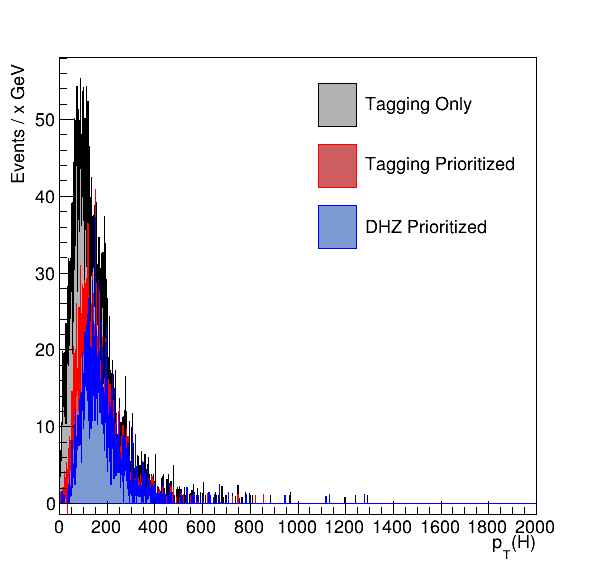 Events / x GeV
50
40
30
20
10
0
Tagging Only
Tagging Prioritized
DHZ Prioritized
0 200 400 600 800 1000 1200 1400 1600 1800 2000
p_T(H)